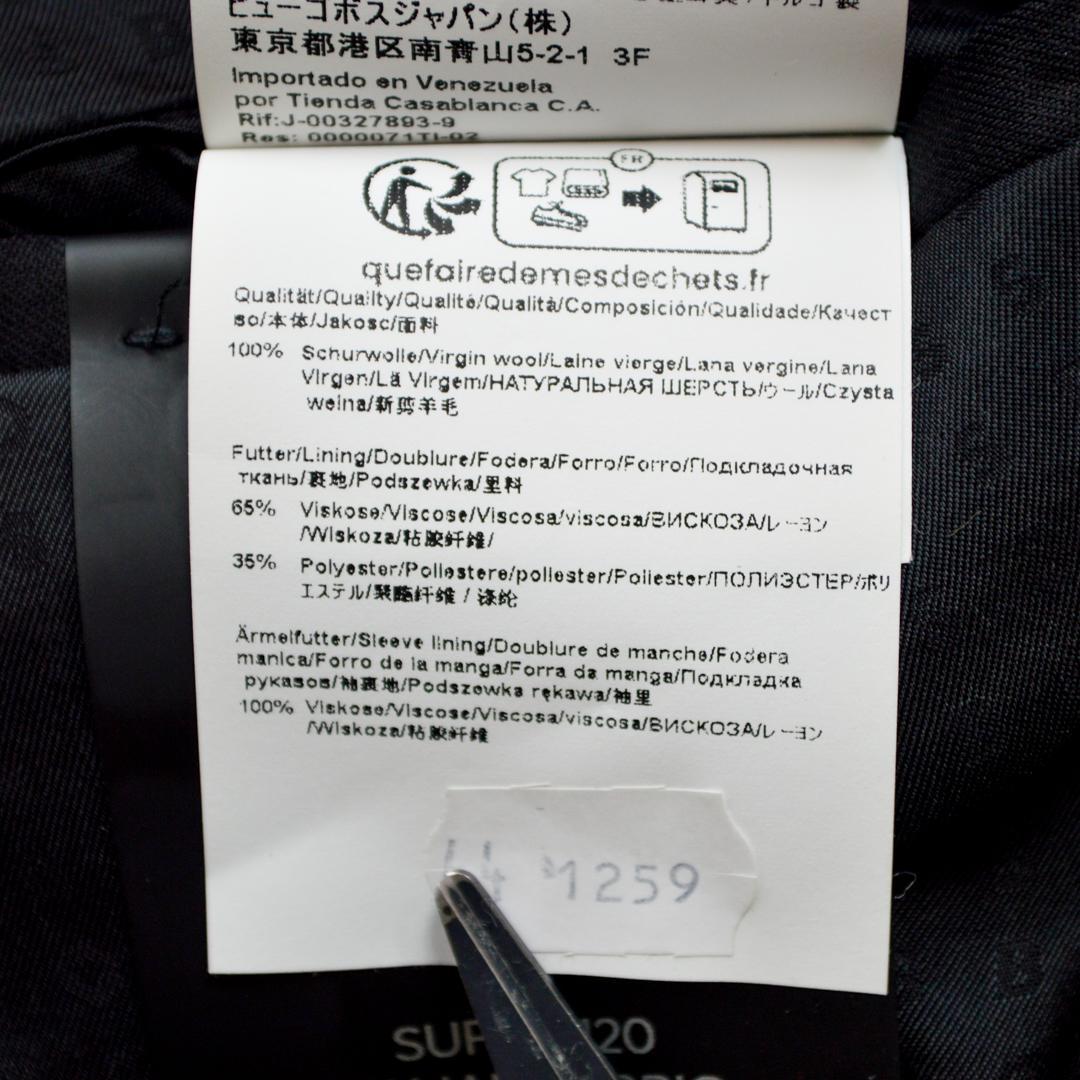 ヒューゴボスジャパン(株)
東京都港区南青山5-2-1 3F
Importado en Venezuela
por Tienda Casablanca C.A.
Rif:J-00327893-9
Res: 0000071TI-02
FR
quefairedemesdechets.fr
Qualität/Quality/Qualité/Qualità/Composición/Qualidade/Качест
во/本体/Jakosc/面料
100% Schurwolle/Virgin wool/Laine vierge/Lana vergine/Lana
Virgen/Lã Virgem/НАТУРАЛЬНАЯ ШЕРСТЬ/ウール/Czysta
welna/新剪羊毛
Futter/Lining/Doublure/Fodera/Forro/Forro/Подкладочная
ткань/裏地/Podszewka/里料
65% Viskose/Viscose/Viscosa/viscosa/ВИСКОЗА/レーヨン
/Wiskoza/粘胶纤维/
35% Polyester/Poliestere/poliester/Poliester/ПОЛИЭСТЕР/ポリ
エステル/聚酯纤维 / 涤纶
Ärmelfutter/Sleeve lining/Doublure de manche/Fodera
manica/Forro de la manga/Forra da manga/Подкладка
рукавов/袖裏地/Podszewka rękawa/袖里
100% Viskose/Viscose/Viscosa/viscosa/ВИСКОЗА/レーヨン
/Wiskoza/粘胶纤维
1259
120